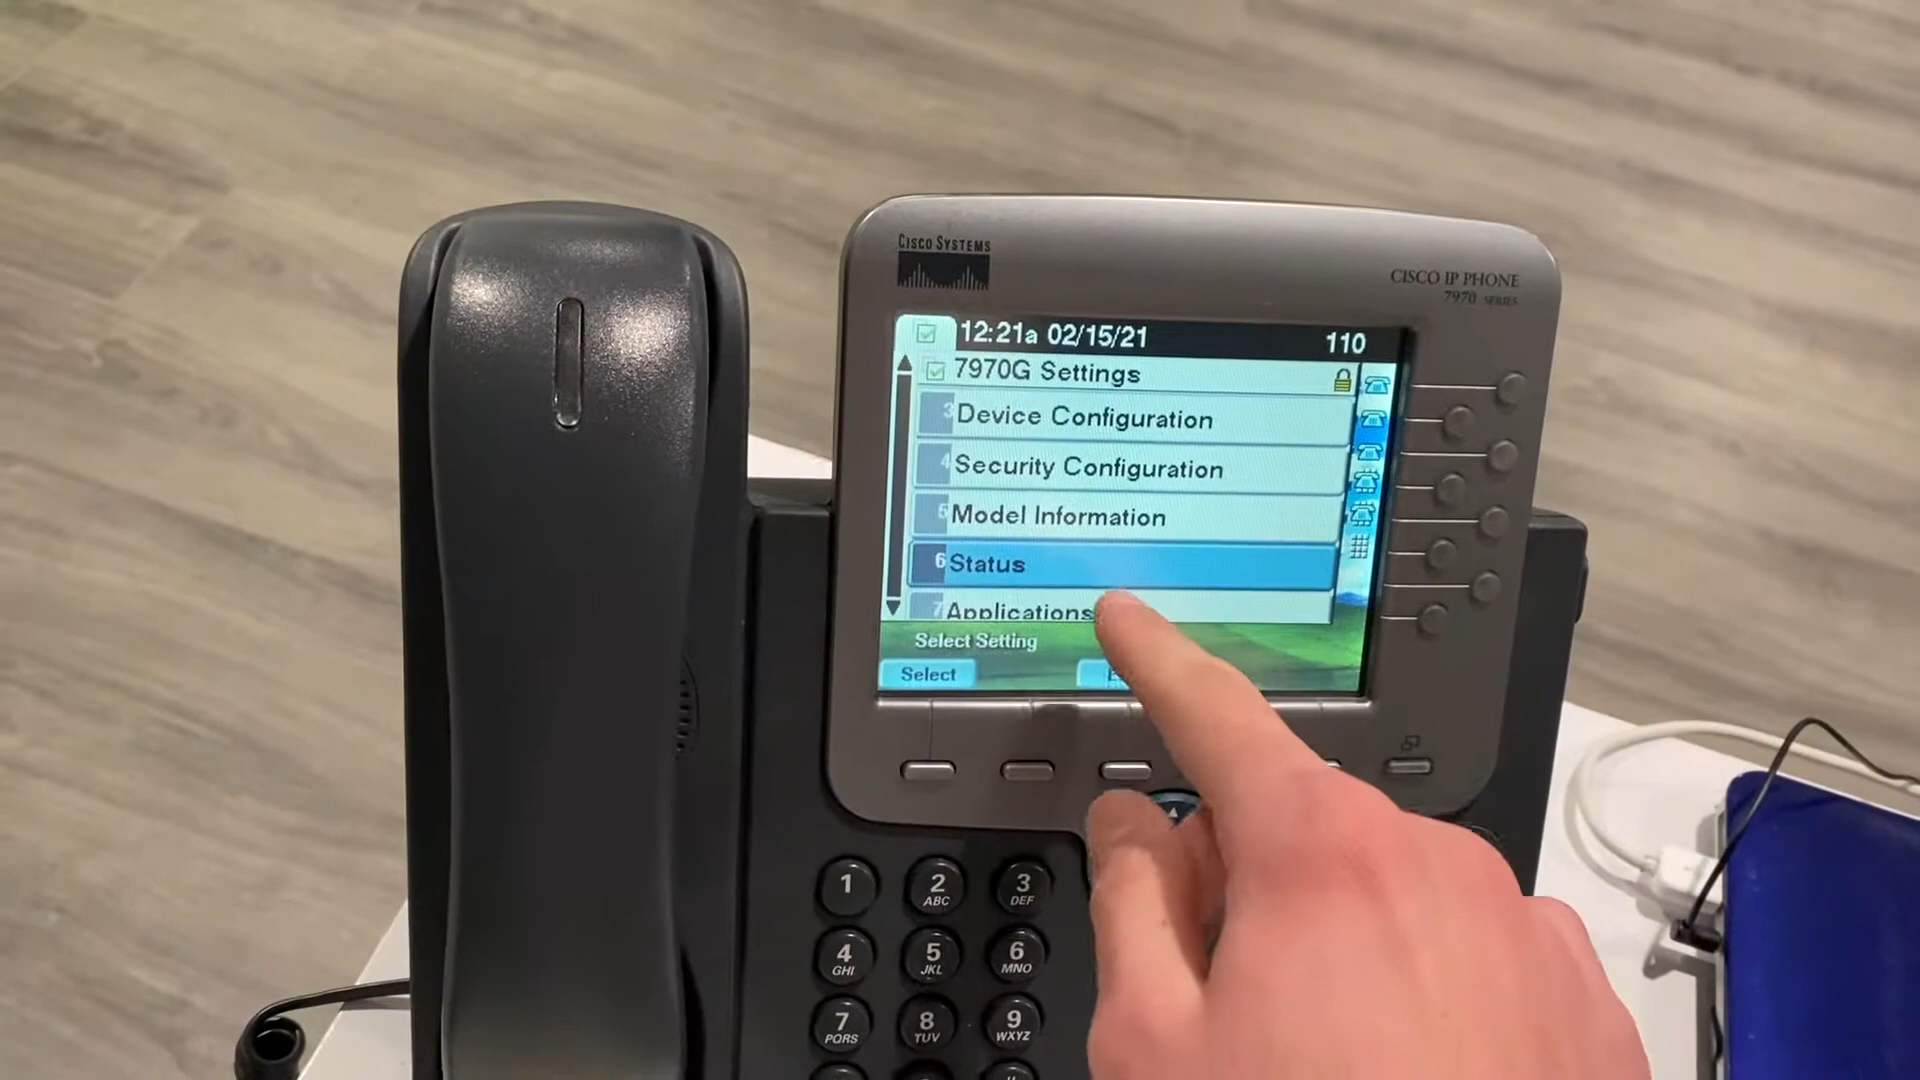 CISCO SYSTEMS
CISCO IP PHONE
7970 SERIES
12:21a 02/15/21
110
7970G Settings
3 Device Configuration
4 Security Configuration
5 Model Information
6 Status
7 Applications
Select Setting
Select
1
2
3
ABC
DEF
4
5
6
GHI
JKL
MNO
7
8
9
PQRS
TUV
WXYZ